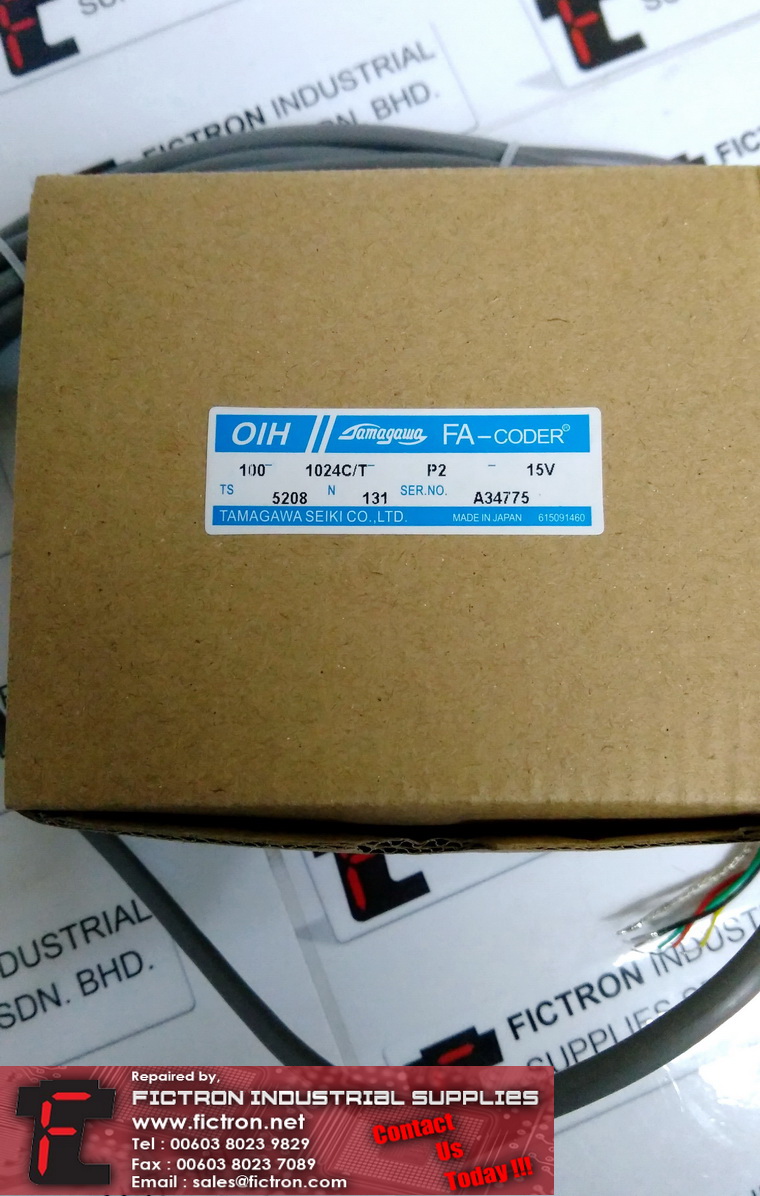 SUP
FICTRON INDUSTRIAL
SDN. BHD.
FIC
OIH // Tamagawa FA-CODER®
100- 1024C/T- P2 - 15V
TS 5208 N 131 SER.NO. A34775
TAMAGAWA SEIKI CO.,LTD. MADE IN JAPAN 615091460
DUSTRIAL
SDN. BHD.
FICTRON INDUST
SUPPLIES
Repaired by,
FICTRON INDUSTRIAL SUPPLIES
www.fictron.net
Tel : 00603 8023 9829
Fax : 00603 8023 7089
Email : sales@fictron.com
Contact
Us
Today !!!